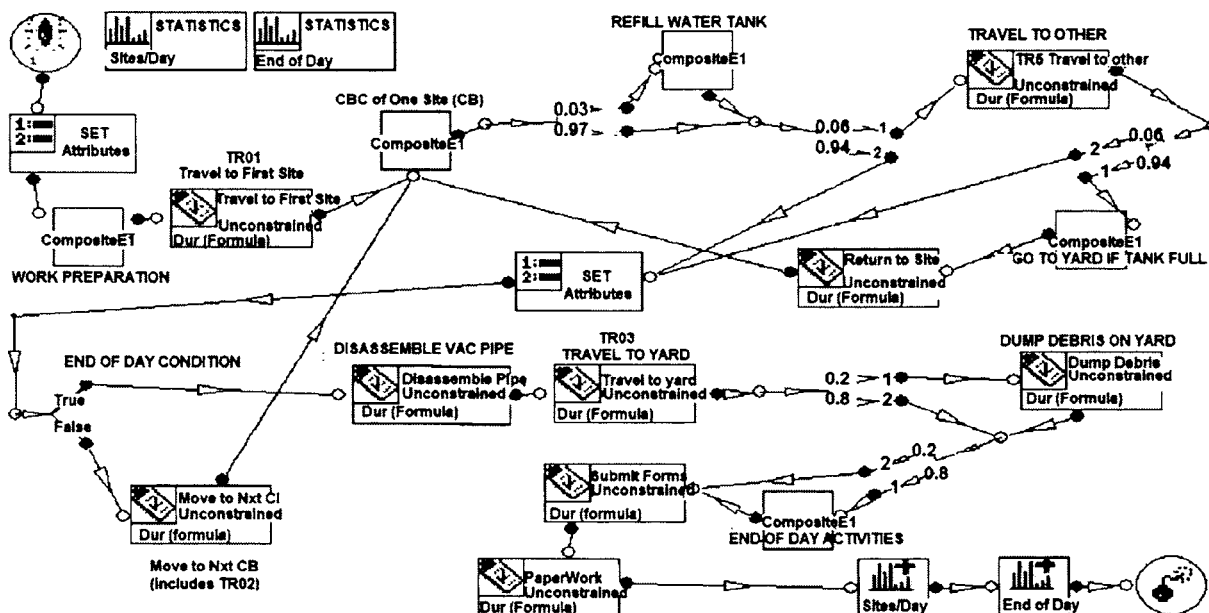 STATISTICS
Sites/Day
STATISTICS
End of Day
1
1:
2:
SET
Attributes
CompositeE1
WORK PREPARATION
TR01
Travel to First Site
Travel to First Site
Unconstrained
Dur (Formula)
CBC of One Site (CB)
CompositeE1
0.03
0.97
REFILL WATER TANK
CompositeE1
0.06 1
0.94 2
TRAVEL TO OTHER
TR5 Travel to other
Unconstrained
Dur (Formula)
2 0.06
1 0.94
CompositeE1
GO TO YARD IF TANK FULL
Return to Site
Unconstrained
Dur (Formula)
1:
2:
SET
Attributes
END OF DAY CONDITION
True
False
Move to Nxt CI
Unconstrained
Dur (formula)
Move to Nxt CB
(includes TR02)
DISASSEMBLE VAC PIPE
Disassemble Pipe
Unconstrained
Dur (Formula)
TR03
TRAVEL TO YARD
Travel to yard
Unconstrained
Dur (Formula)
0.2 1
0.8 2
DUMP DEBRIS ON YARD
Dump Debris
Unconstrained
Dur (Formula)
2 0.2
1 0.8
CompositeE1
END OF DAY ACTIVITIES
Submit Forms
Unconstrained
Dur (Formula)
PaperWork
Unconstrained
Dur (Formula)
Sites/Day
End of Day